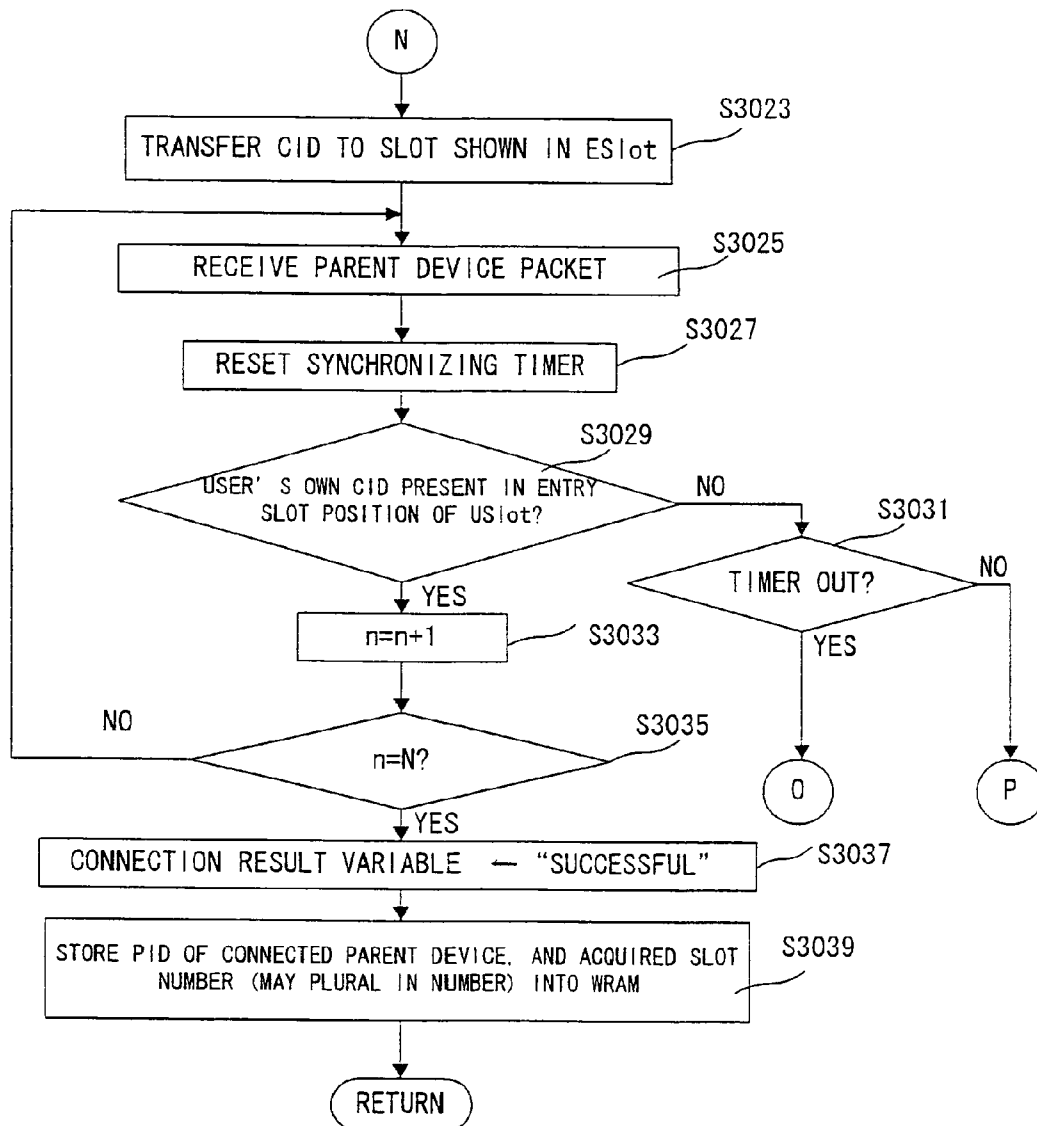 N
S3023
TRANSFER CID TO SLOT SHOWN IN ESlot
S3025
RECEIVE PARENT DEVICE PACKET
S3027
RESET SYNCHRONIZING TIMER
S3029
USER' S OWN CID PRESENT IN ENTRY
SLOT POSITION OF USlot?
NO
S3031
TIMER OUT?
NO
YES
YES
n=n+1
S3033
NO
S3035
n=N?
O
P
YES
CONNECTION RESULT VARIABLE — “SUCCESSFUL”
S3037
STORE PID OF CONNECTED PARENT DEVICE, AND ACQUIRED SLOT
NUMBER (MAY PLURAL IN NUMBER) INTO WRAM
S3039
RETURN